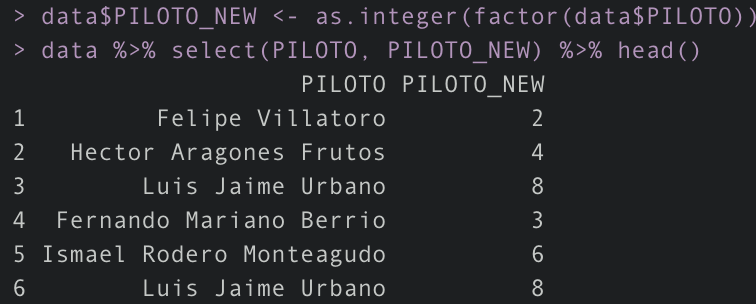 > data$PILOTO_NEW <- as.integer(factor(data$PILOTO))
> data %>% select(PILOTO, PILOTO_NEW) %>% head()
PILOTO PILOTO_NEW
1 Felipe Villatoro 2
2 Hector Aragones Frutos 4
3 Luis Jaime Urbano 8
4 Fernando Mariano Berrio 3
5 Ismael Rodero Monteagudo 6
6 Luis Jaime Urbano 8